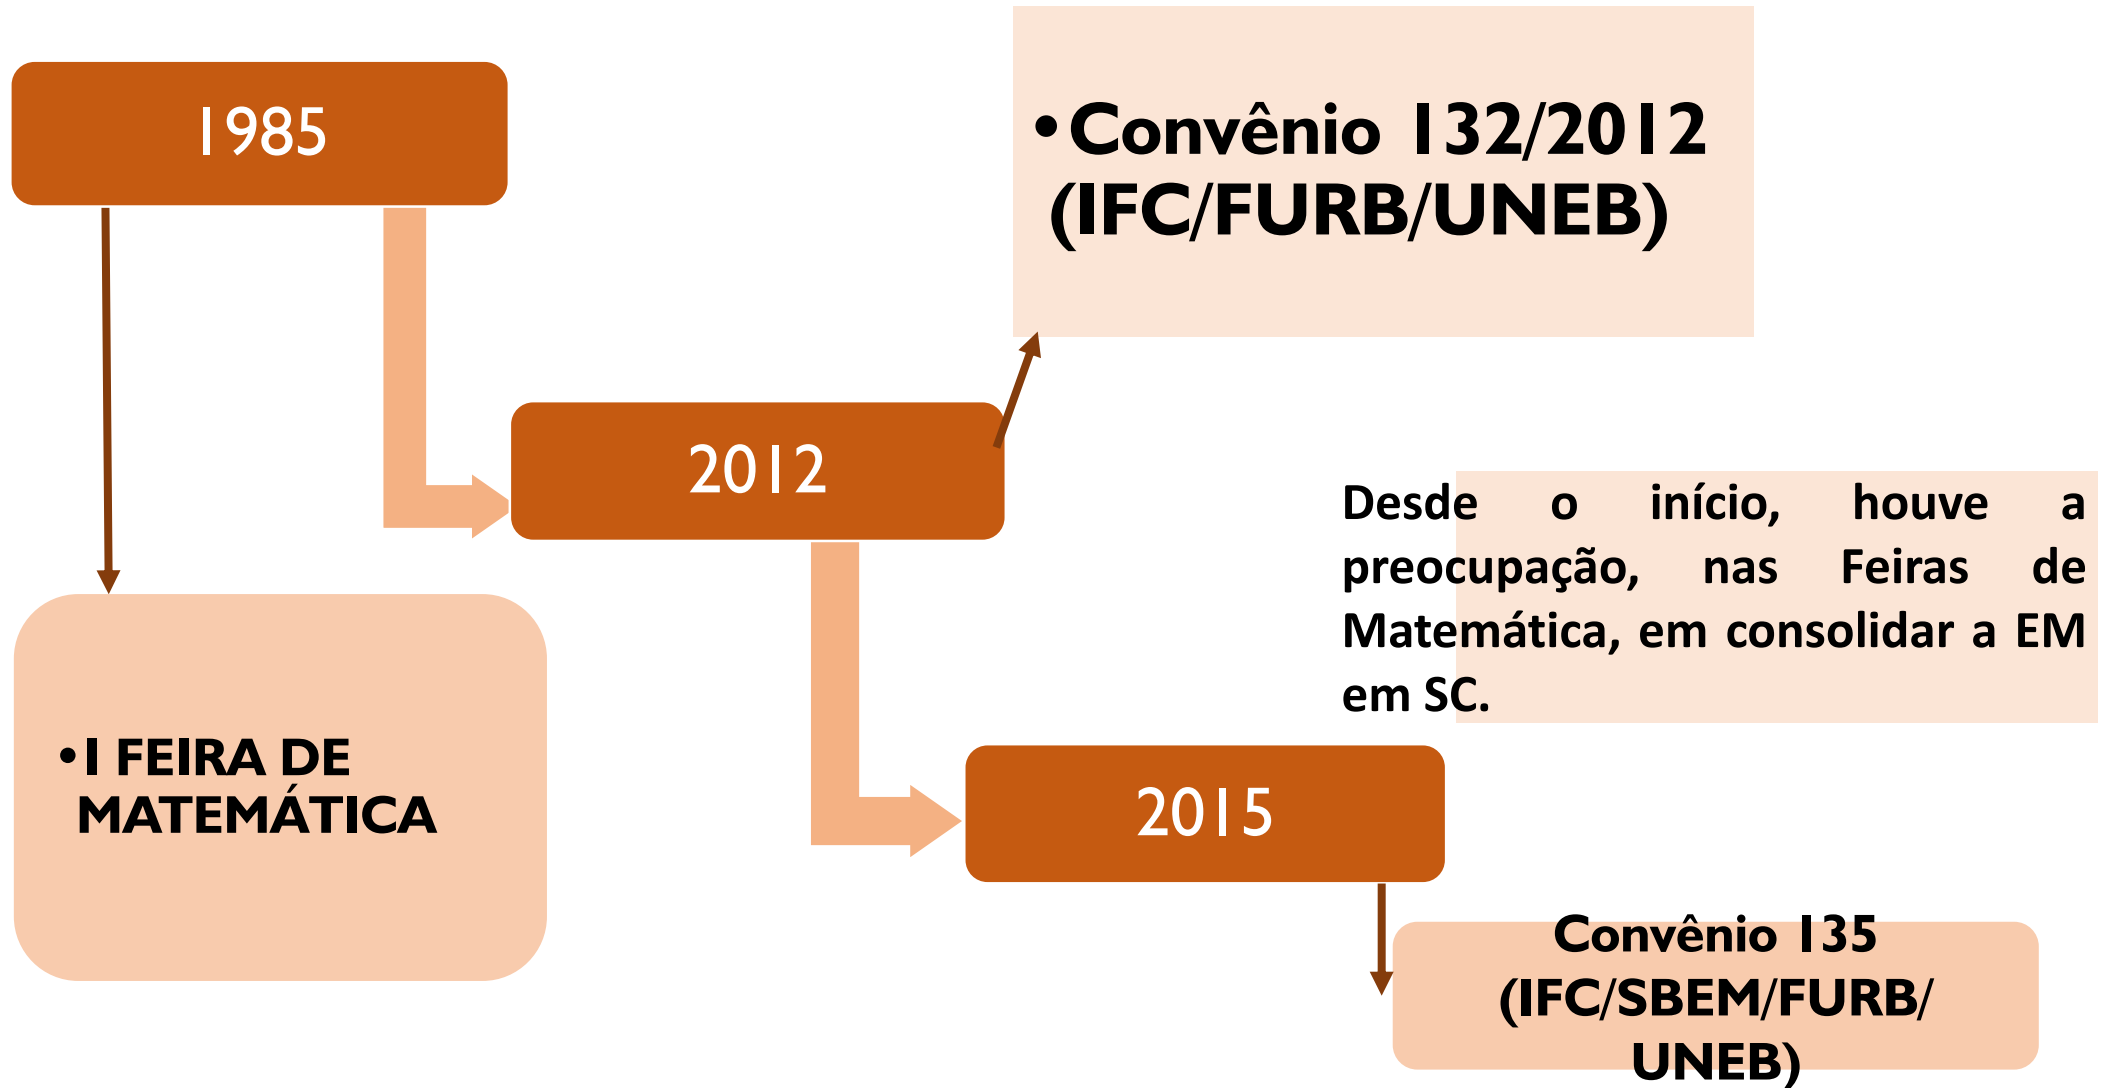 1985
•Convênio 132/2012
(IFC/FURB/UNEB)
2012
Desde o início, houve a
preocupação, nas Feiras de
Matemática, em consolidar a EM
em SC.
•I FEIRA DE
MATEMÁTICA
2015
Convênio 135
(IFC/SBEM/FURB/
UNEB)